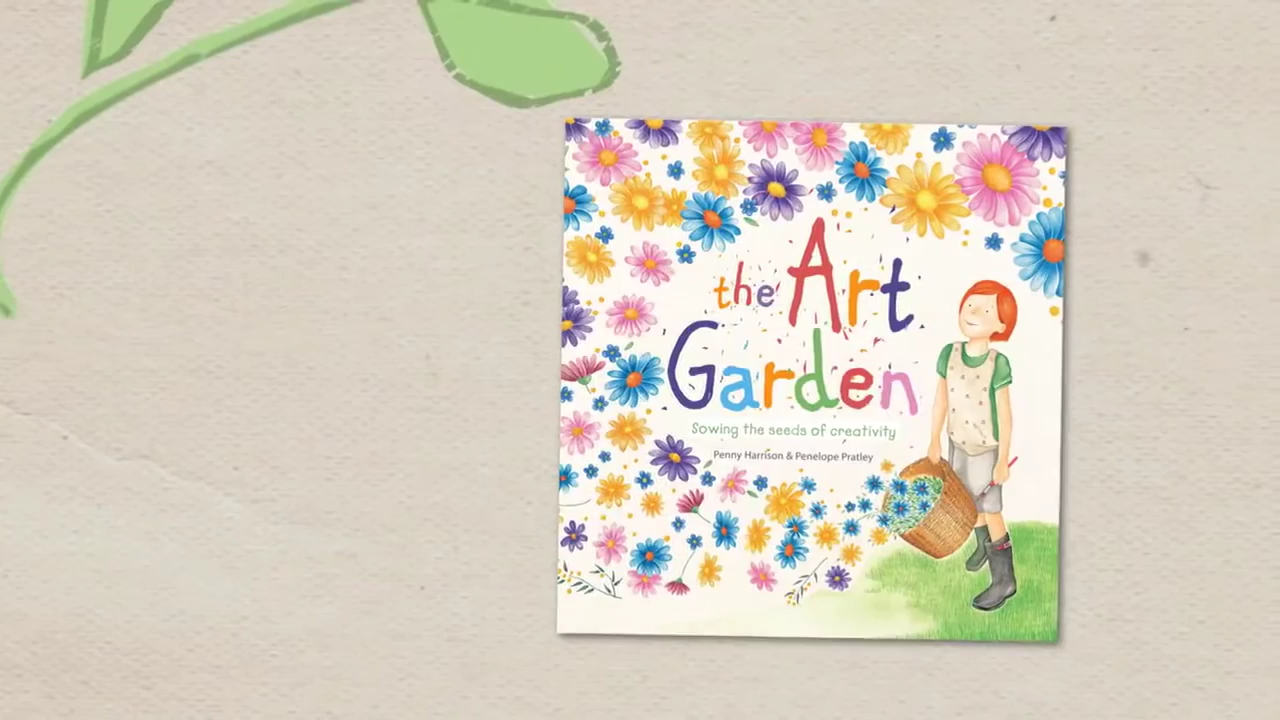 the Art
Garden
Sowing the seeds of creativity
Penny Harrison & Penelope Pratley